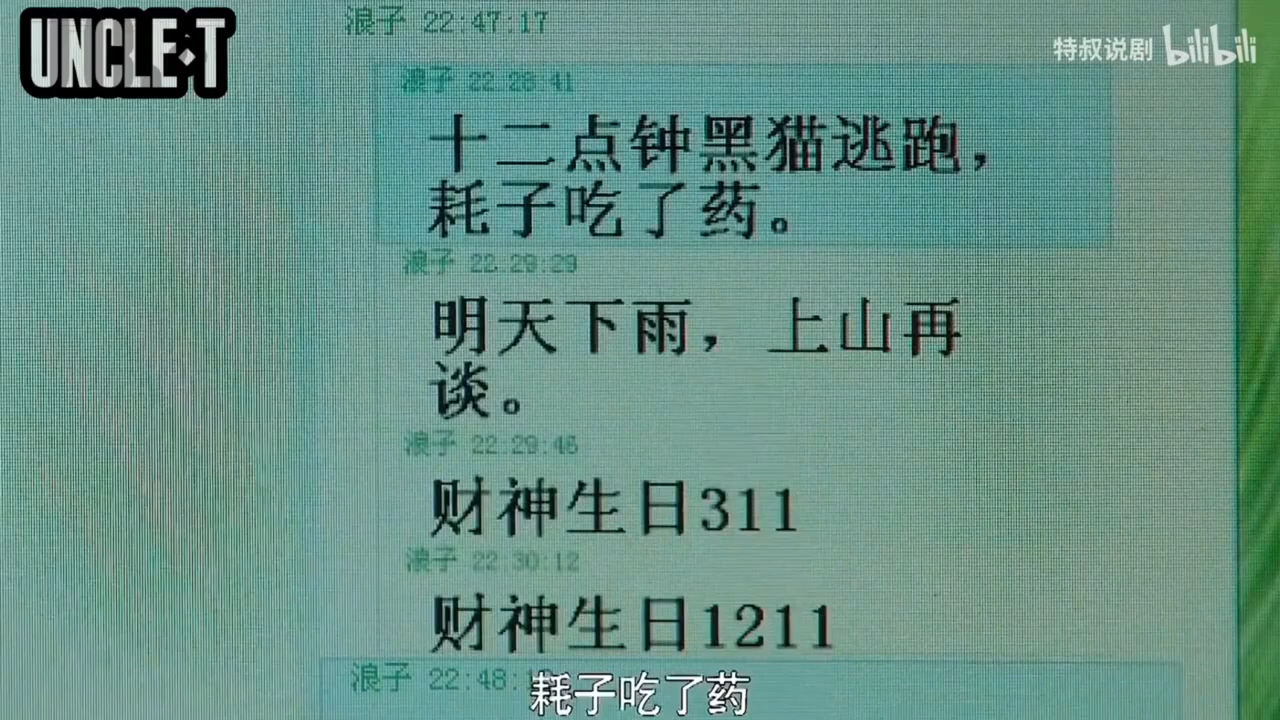 UNCLE·T
特叔说剧 bilibili
浪子 22:47:17
浪子 22:28:41
十二点钟黑猫逃跑，
耗子吃了药。
浪子 22:29:29
明天下雨，上山再
谈。
浪子 22:29:46
财神生日311
浪子 22:30:12
财神生日1211
浪子 22:48:1
耗子吃了药